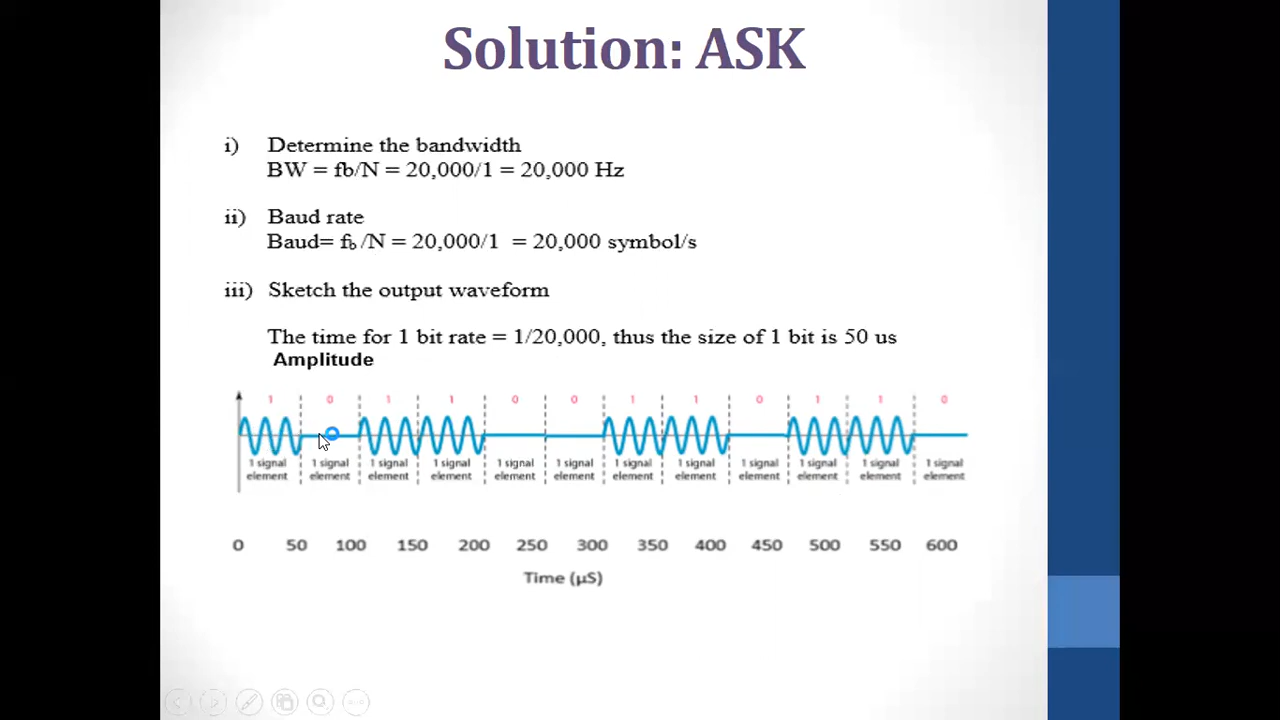 Solution: ASK
i) Determine the bandwidth
BW = fb/N = 20,000/1 = 20,000 Hz
ii) Baud rate
Baud= fb /N = 20,000/1 = 20,000 symbol/s
iii) Sketch the output waveform
The time for 1 bit rate = 1/20,000, thus the size of 1 bit is 50 us
Amplitude
1 0 1 1 0 0 1 1 0 1 1 0
1 signal 1 signal 1 signal 1 signal 1 signal 1 signal 1 signal 1 signal 1 signal 1 signal 1 signal 1 signal
element element element element element element element element element element element element
0 50 100 150 200 250 300 350 400 450 500 550 600
Time (µS)